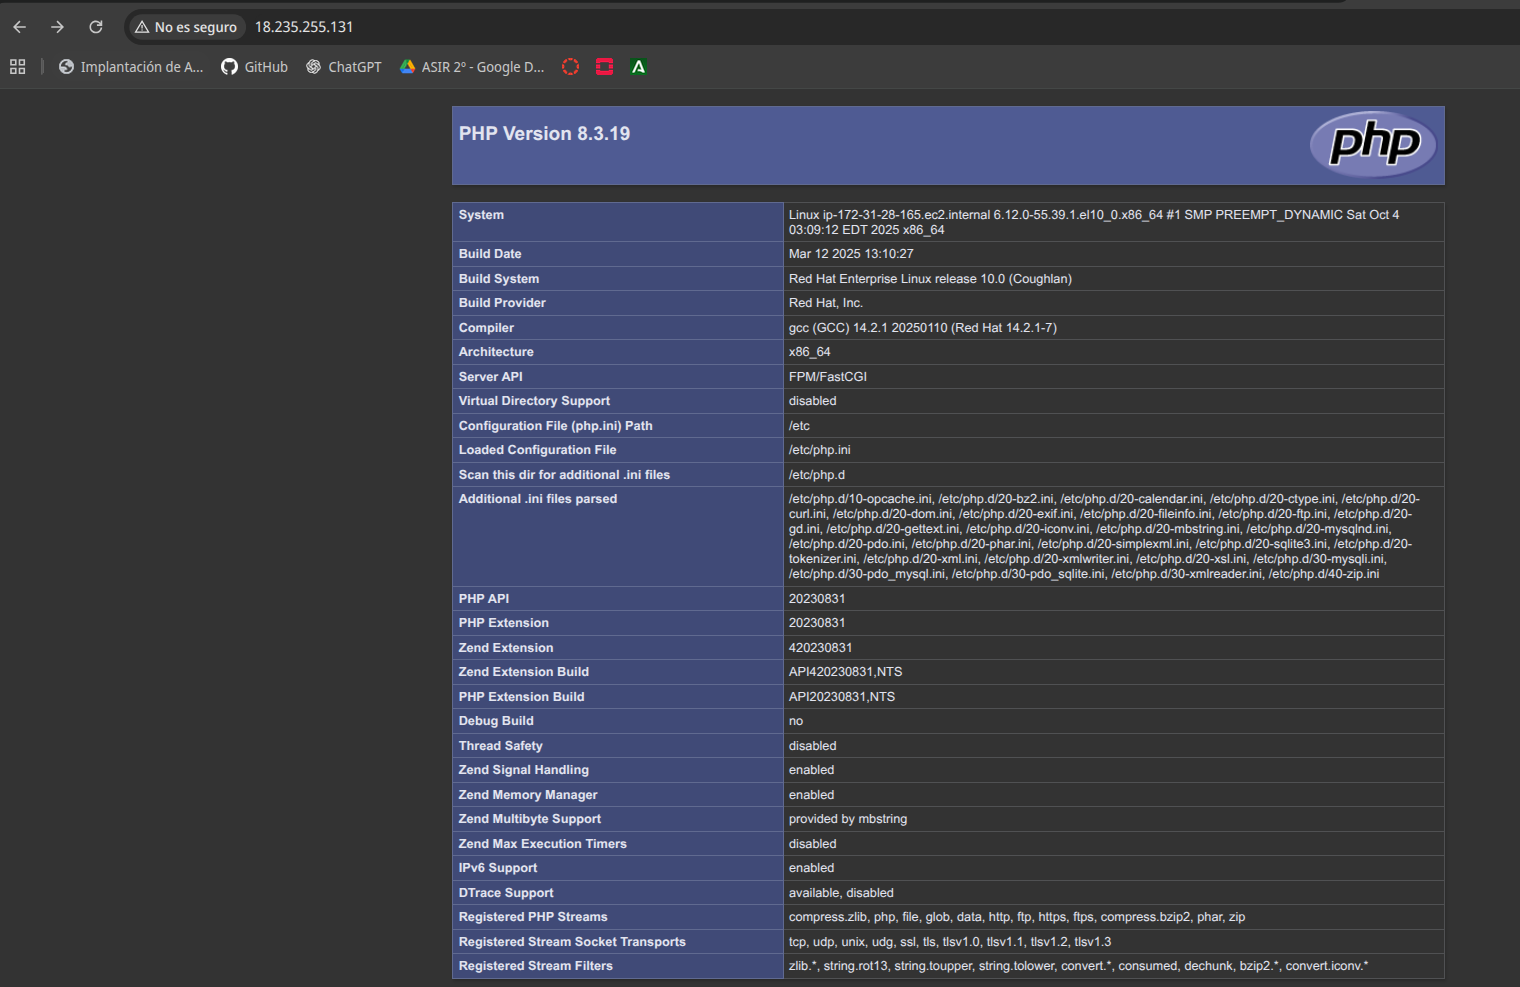 No es seguro 18.235.255.131
Implantación de A... GitHub ChatGPT ASIR 2º - Google D... A
PHP Version 8.3.19 php
System Linux ip-172-31-28-165.ec2.internal 6.12.0-55.39.1.el10_0.x86_64 #1 SMP PREEMPT_DYNAMIC Sat Oct 4
03:09:12 EDT 2025 x86_64
Build Date Mar 12 2025 13:10:27
Build System Red Hat Enterprise Linux release 10.0 (Coughlan)
Build Provider Red Hat, Inc.
Compiler gcc (GCC) 14.2.1 20250110 (Red Hat 14.2.1-7)
Architecture x86_64
Server API FPM/FastCGI
Virtual Directory Support disabled
Configuration File (php.ini) Path /etc
Loaded Configuration File /etc/php.ini
Scan this dir for additional .ini files /etc/php.d
Additional .ini files parsed /etc/php.d/10-opcache.ini, /etc/php.d/20-bz2.ini, /etc/php.d/20-calendar.ini, /etc/php.d/20-ctype.ini, /etc/php.d/20-
curl.ini, /etc/php.d/20-dom.ini, /etc/php.d/20-exif.ini, /etc/php.d/20-fileinfo.ini, /etc/php.d/20-ftp.ini, /etc/php.d/20-
gd.ini, /etc/php.d/20-gettext.ini, /etc/php.d/20-iconv.ini, /etc/php.d/20-mbstring.ini, /etc/php.d/20-mysqlnd.ini,
/etc/php.d/20-pdo.ini, /etc/php.d/20-phar.ini, /etc/php.d/20-simplexml.ini, /etc/php.d/20-sqlite3.ini, /etc/php.d/20-
tokenizer.ini, /etc/php.d/20-xml.ini, /etc/php.d/20-xmlwriter.ini, /etc/php.d/20-xsl.ini, /etc/php.d/30-mysqli.ini,
/etc/php.d/30-pdo_mysql.ini, /etc/php.d/30-pdo_sqlite.ini, /etc/php.d/30-xmlreader.ini, /etc/php.d/40-zip.ini
PHP API 20230831
PHP Extension 20230831
Zend Extension 420230831
Zend Extension Build API420230831,NTS
PHP Extension Build API20230831,NTS
Debug Build no
Thread Safety disabled
Zend Signal Handling enabled
Zend Memory Manager enabled
Zend Multibyte Support provided by mbstring
Zend Max Execution Timers disabled
IPv6 Support enabled
DTrace Support available, disabled
Registered PHP Streams compress.zlib, php, file, glob, data, http, ftp, https, ftps, compress.bzip2, phar, zip
Registered Stream Socket Transports tcp, udp, unix, udg, ssl, tls, tlsv1.0, tlsv1.1, tlsv1.2, tlsv1.3
Registered Stream Filters zlib.*, string.rot13, string.toupper, string.tolower, convert.*, consumed, dechunk, bzip2.*, convert.iconv.*